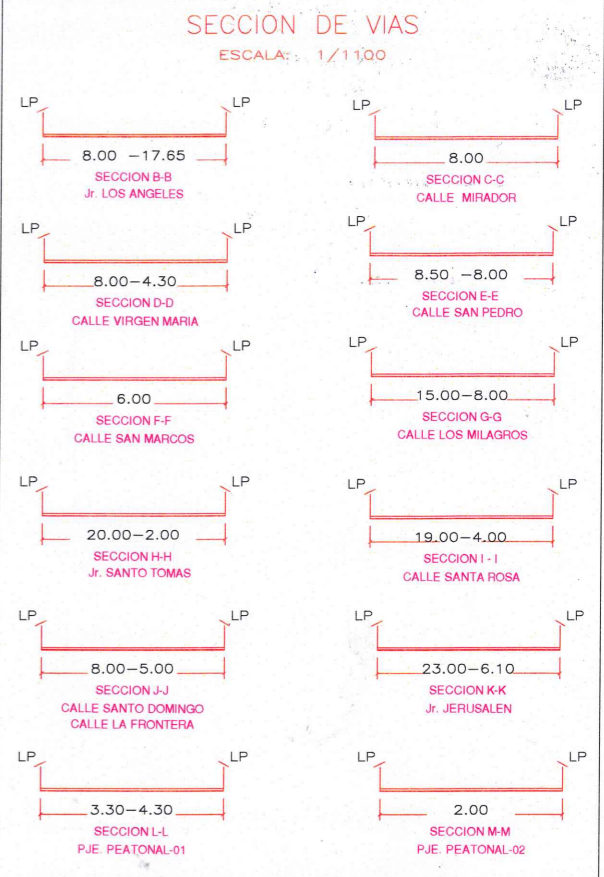 SECCION DE VIAS
ESCALA: 1/1100
LP LP
8.00 -17.65
SECCION B-B
Jr. LOS ANGELES
LP LP
8.00
SECCION C-C
CALLE MIRADOR
LP LP
8.00-4.30
SECCION D-D
CALLE VIRGEN MARIA
LP LP
8.50 -8.00
SECCION E-E
CALLE SAN PEDRO
LP LP
6.00
SECCION F-F
CALLE SAN MARCOS
LP LP
15.00-8.00
SECCION G-G
CALLE LOS MILAGROS
LP LP
20.00-2.00
SECCION H-H
Jr. SANTO TOMAS
LP LP
19.00-4.00
SECCION I - I
CALLE SANTA ROSA
LP LP
8.00-5.00
SECCION J-J
CALLE SANTO DOMINGO
CALLE LA FRONTERA
LP LP
23.00-6.10
SECCION K-K
Jr. JERUSALEN
LP LP
3.30-4.30
SECCION L-L
PJE. PEATONAL-01
LP LP
2.00
SECCION M-M
PJE. PEATONAL-02